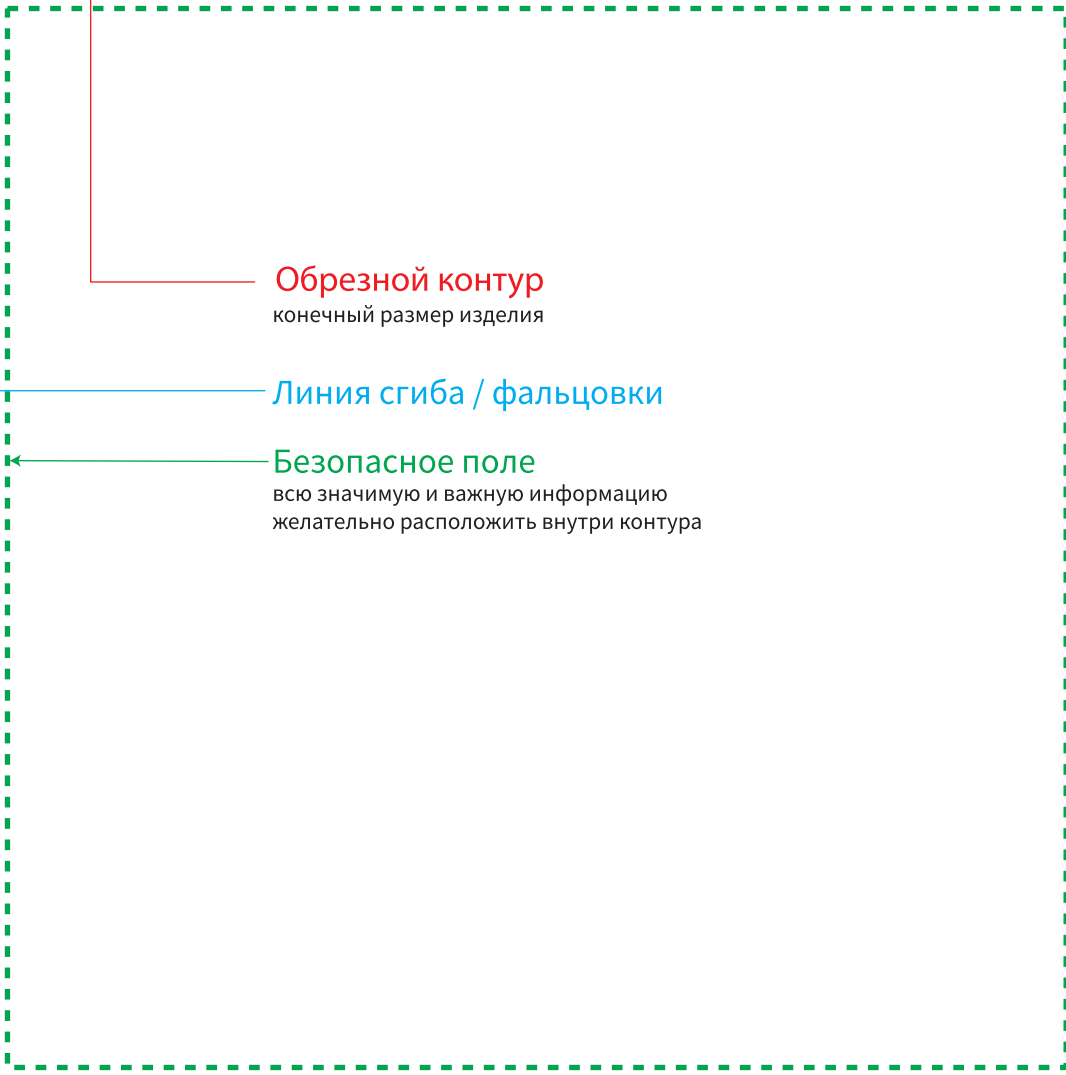 Обрезной контур
конечный размер изделия
Линия сгиба / фальцовки
Безопасное поле
всю значимую и важную информацию
желательно расположить внутри контура